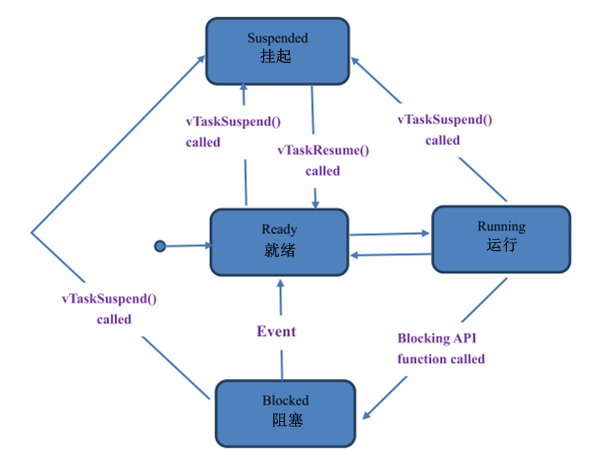 Suspended
挂起
vTaskSuspend()
called
vTaskResume()
called
vTaskSuspend()
called
Ready
就绪
Running
运行
vTaskSuspend()
called
Event
Blocking API
function called
Blocked
阻塞